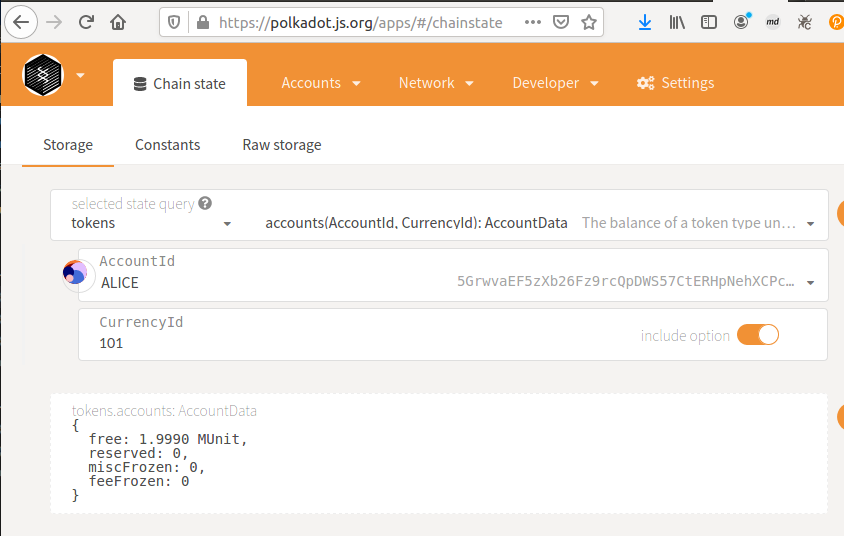 https://polkadot.js.org/apps/#/chainstate
md
Chain state
Accounts
Network
Developer
Settings
Storage
Constants
Raw storage
selected state query
tokens
accounts(AccountId, CurrencyId): AccountData The balance of a token type un…
AccountId
ALICE
5GrwvaEF5zXb26Fz9rcQpDWS57CtERHpNehXCPc…
CurrencyId
101
include option
tokens.accounts: AccountData
{
free: 1.9990 MUnit,
reserved: 0,
miscFrozen: 0,
feeFrozen: 0
}